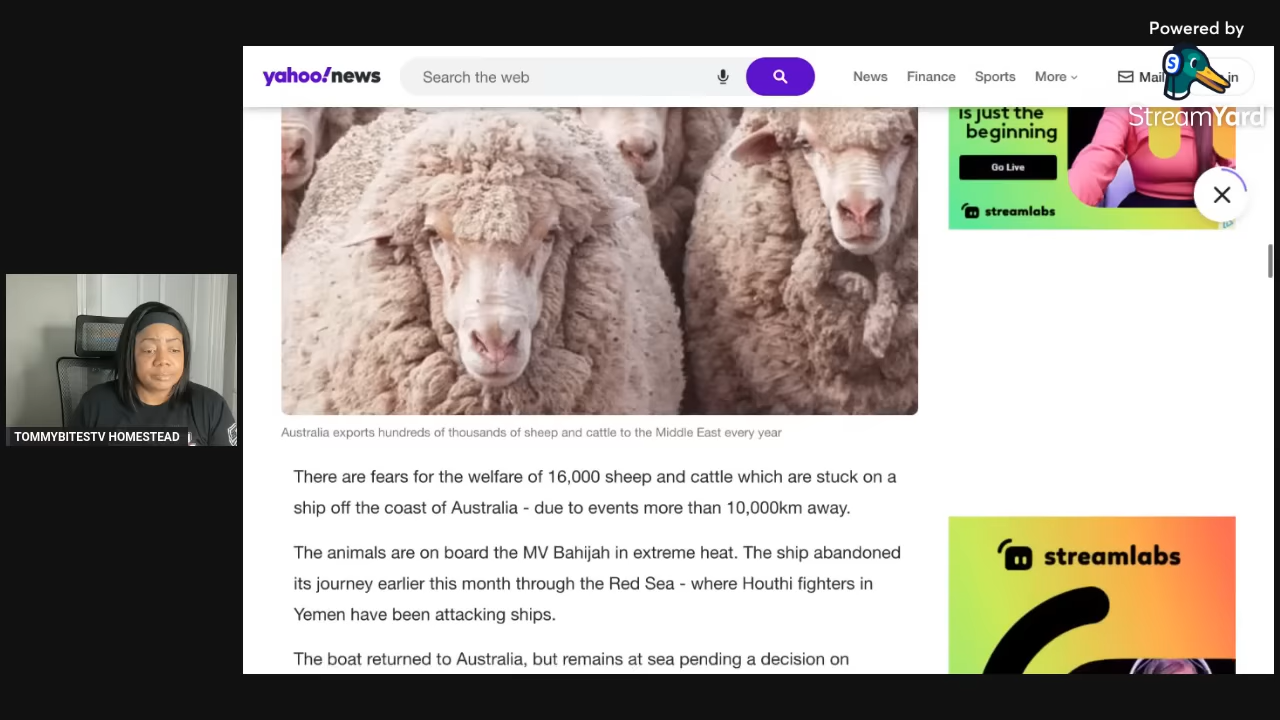 Powered by
StreamYard
yahoo!news
Search the web
News
Finance
Sports
More
Mail
in
is just the
beginning
Go Live
streamlabs
TOMMYBITESTV HOMESTEAD
Australia exports hundreds of thousands of sheep and cattle to the Middle East every year
There are fears for the welfare of 16,000 sheep and cattle which are stuck on a
ship off the coast of Australia - due to events more than 10,000km away.
The animals are on board the MV Bahijah in extreme heat. The ship abandoned
its journey earlier this month through the Red Sea - where Houthi fighters in
Yemen have been attacking ships.
The boat returned to Australia, but remains at sea pending a decision on
streamlabs